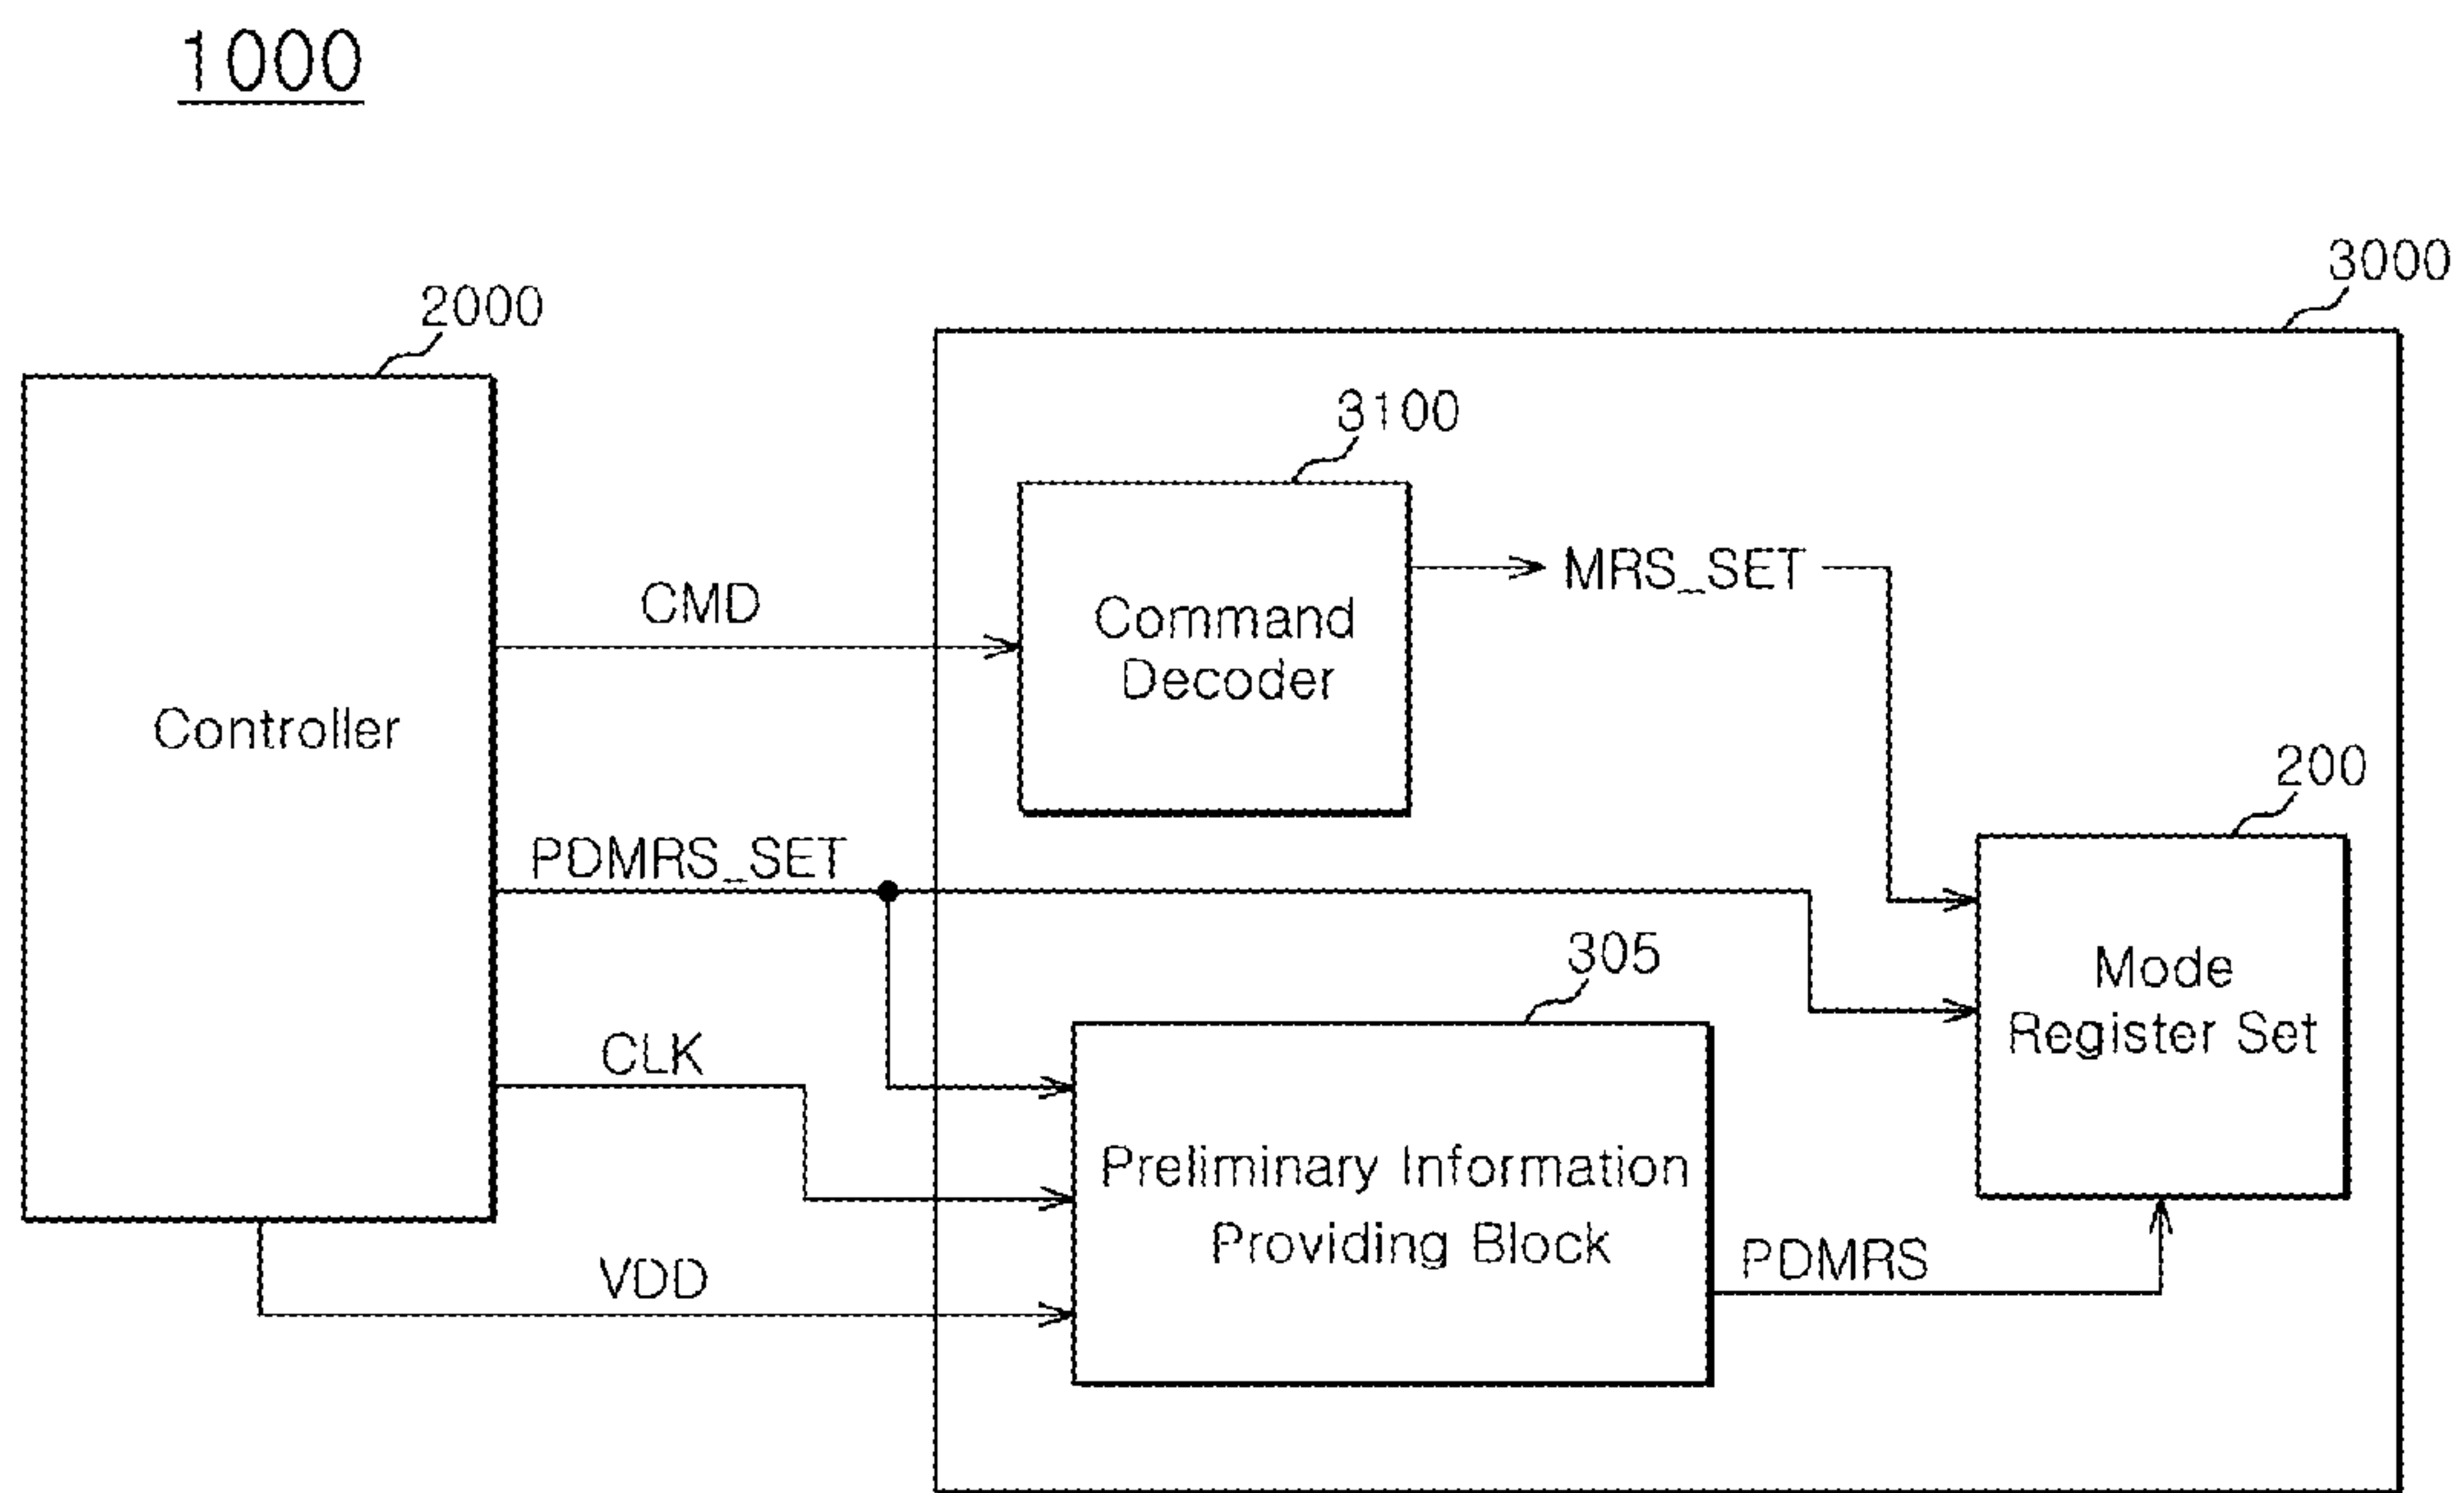 1000
3000
2000
3100
MRS_SET
CMD
Command
Decoder
Controller
200
PDMRS_SET
305
Mode
Register Set
CLK
Preliminary Information
Providing Block
PDMRS
VDD